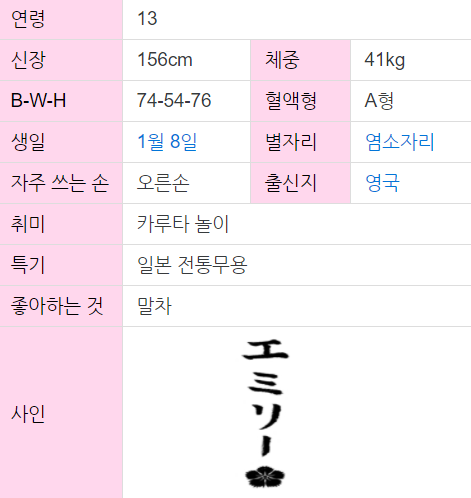 연령 13
신장 156cm 체중 41kg
B-W-H 74-54-76 혈액형 A형
생일 1월 8일 별자리 염소자리
자주 쓰는 손 오른손 출신지 영국
취미 카루타 놀이
특기 일본 전통무용
좋아하는 것 말차
사인 エミリー